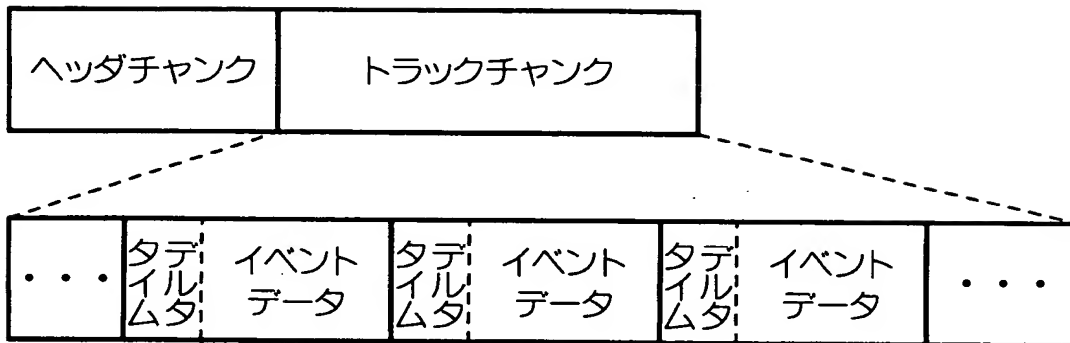 ヘッダチャンク
トラックチャンク
・・・
デルタ
タイム
イベント
データ
デルタ
タイム
イベント
データ
デルタ
タイム
イベント
データ
・・・